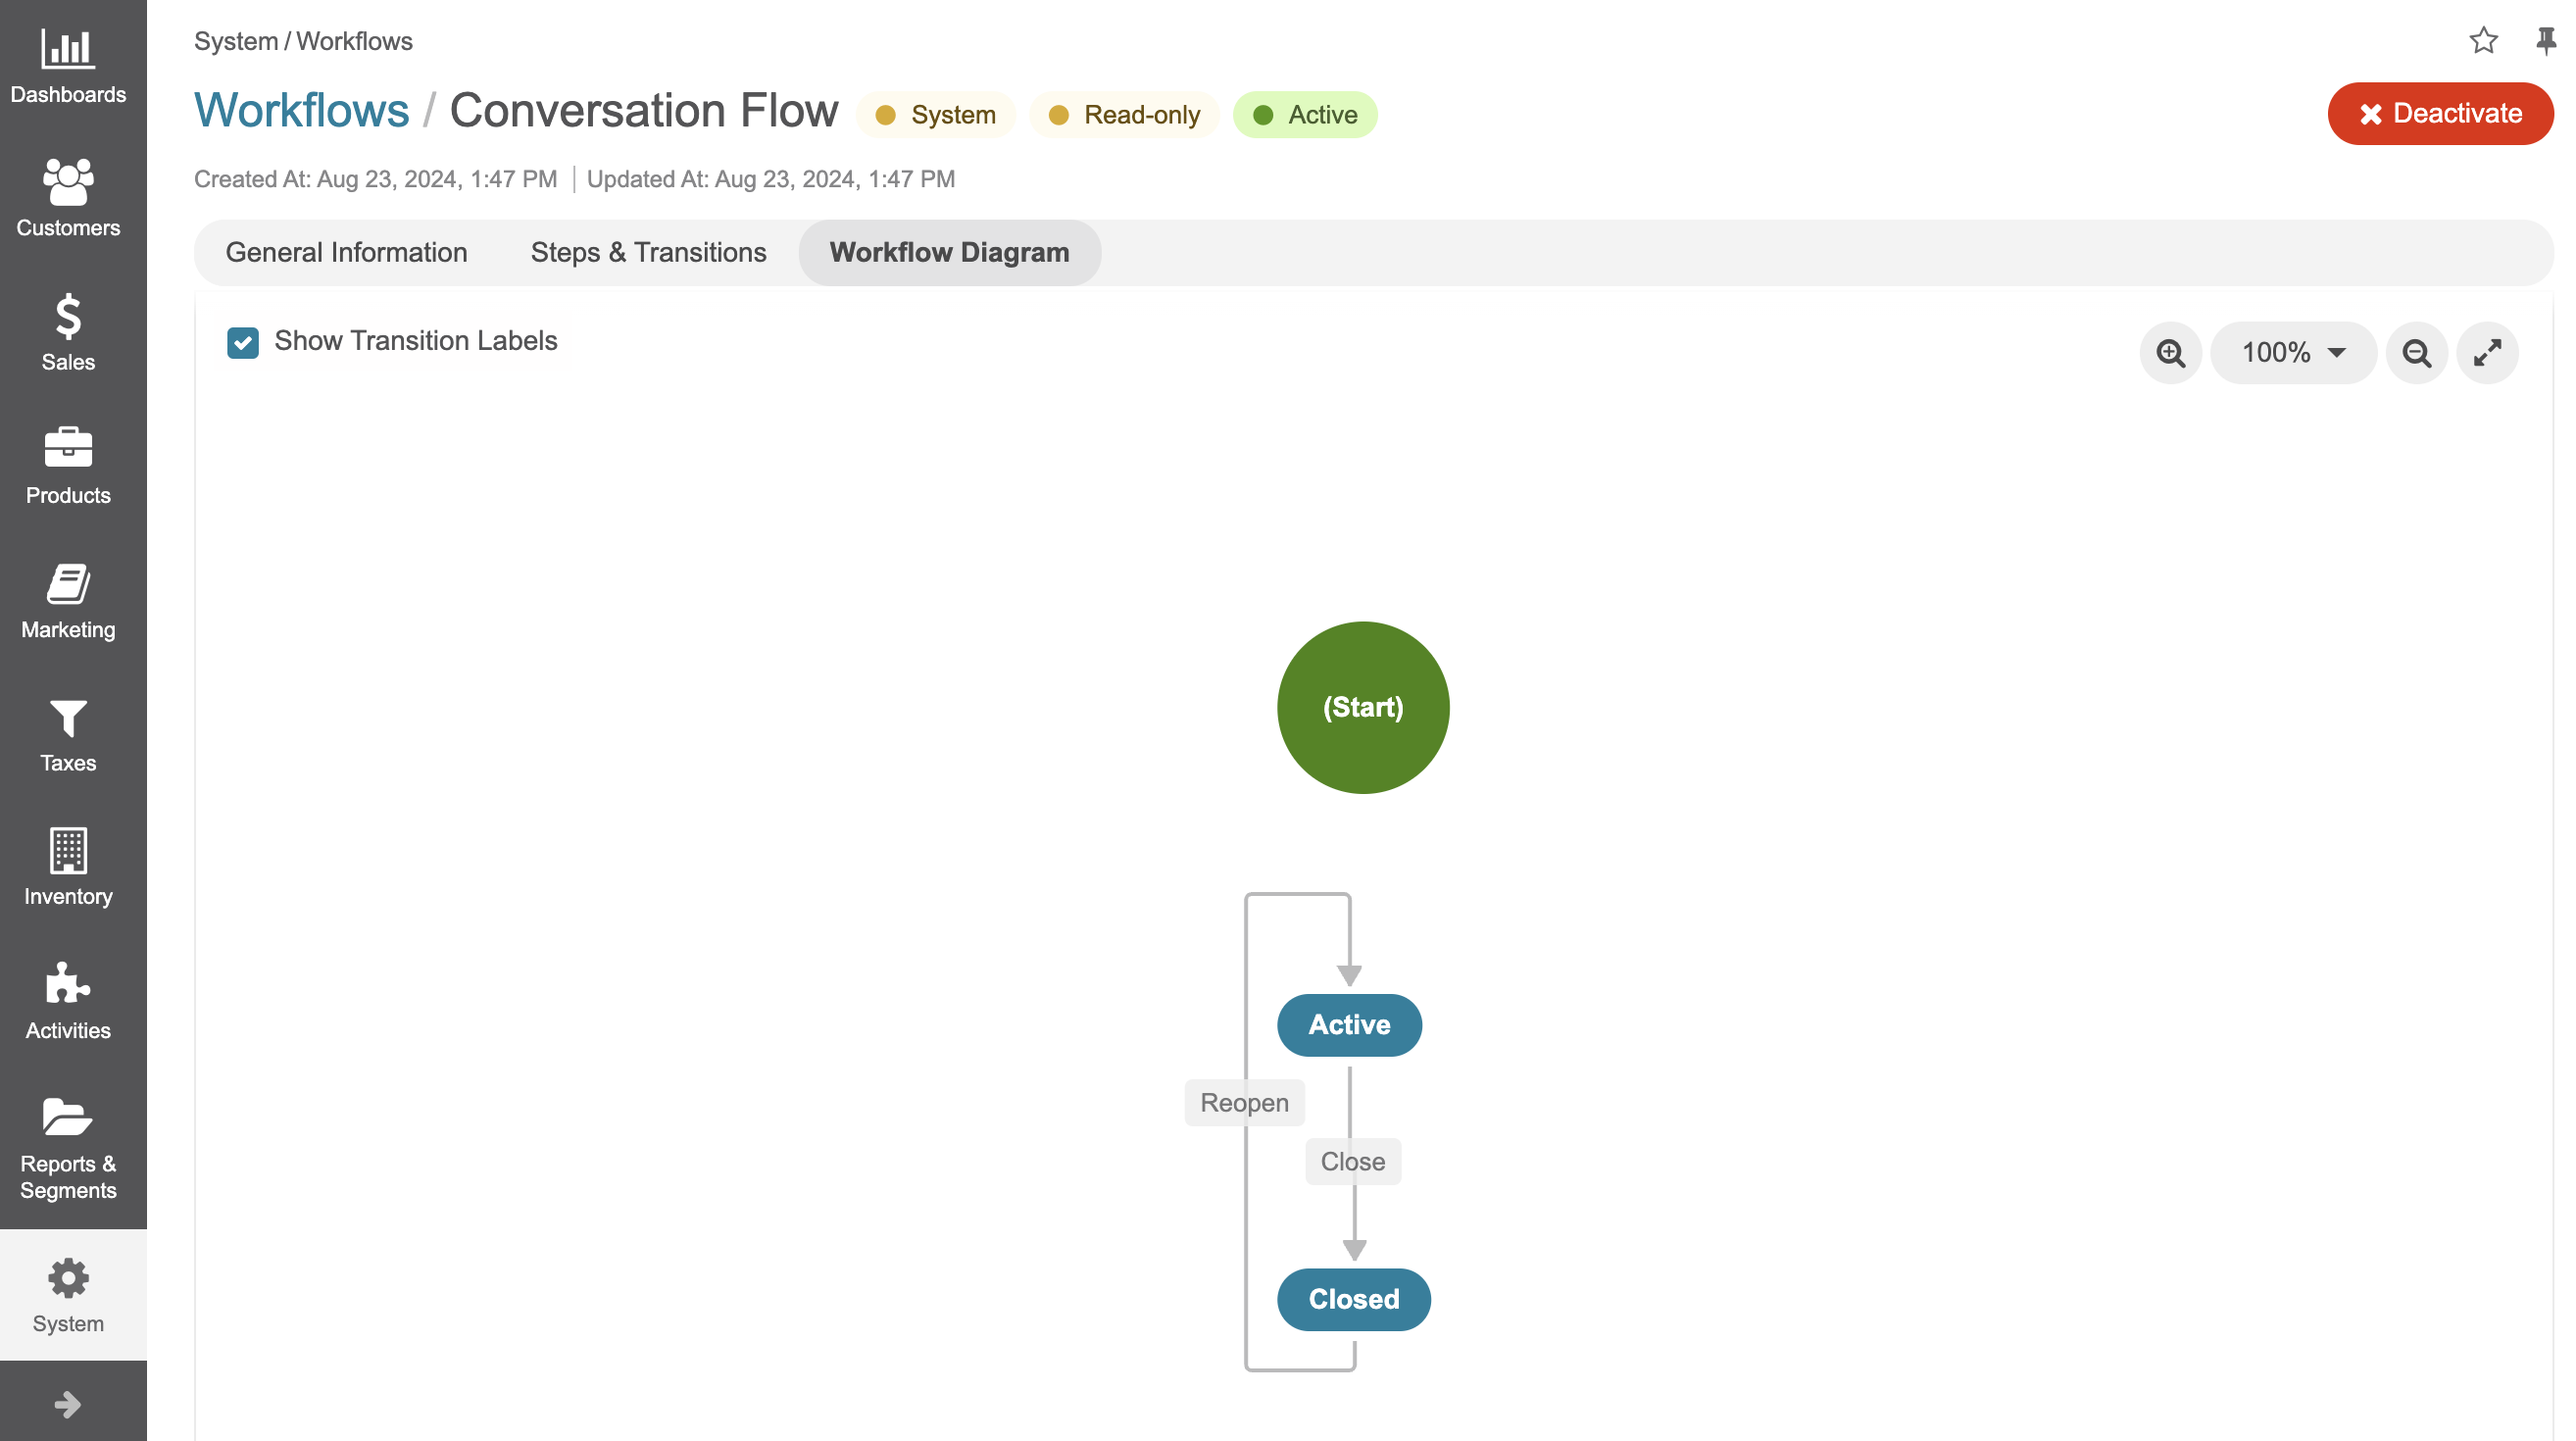 Dashboards
Customers
Sales
Products
Marketing
Taxes
Inventory
Activities
Reports &
Segments
System
System / Workflows
Workflows / Conversation Flow
System
Read-only
Active
Deactivate
Created At: Aug 23, 2024, 1:47 PM
Updated At: Aug 23, 2024, 1:47 PM
General Information
Steps & Transitions
Workflow Diagram
Show Transition Labels
100%
(Start)
Active
Reopen
Close
Closed